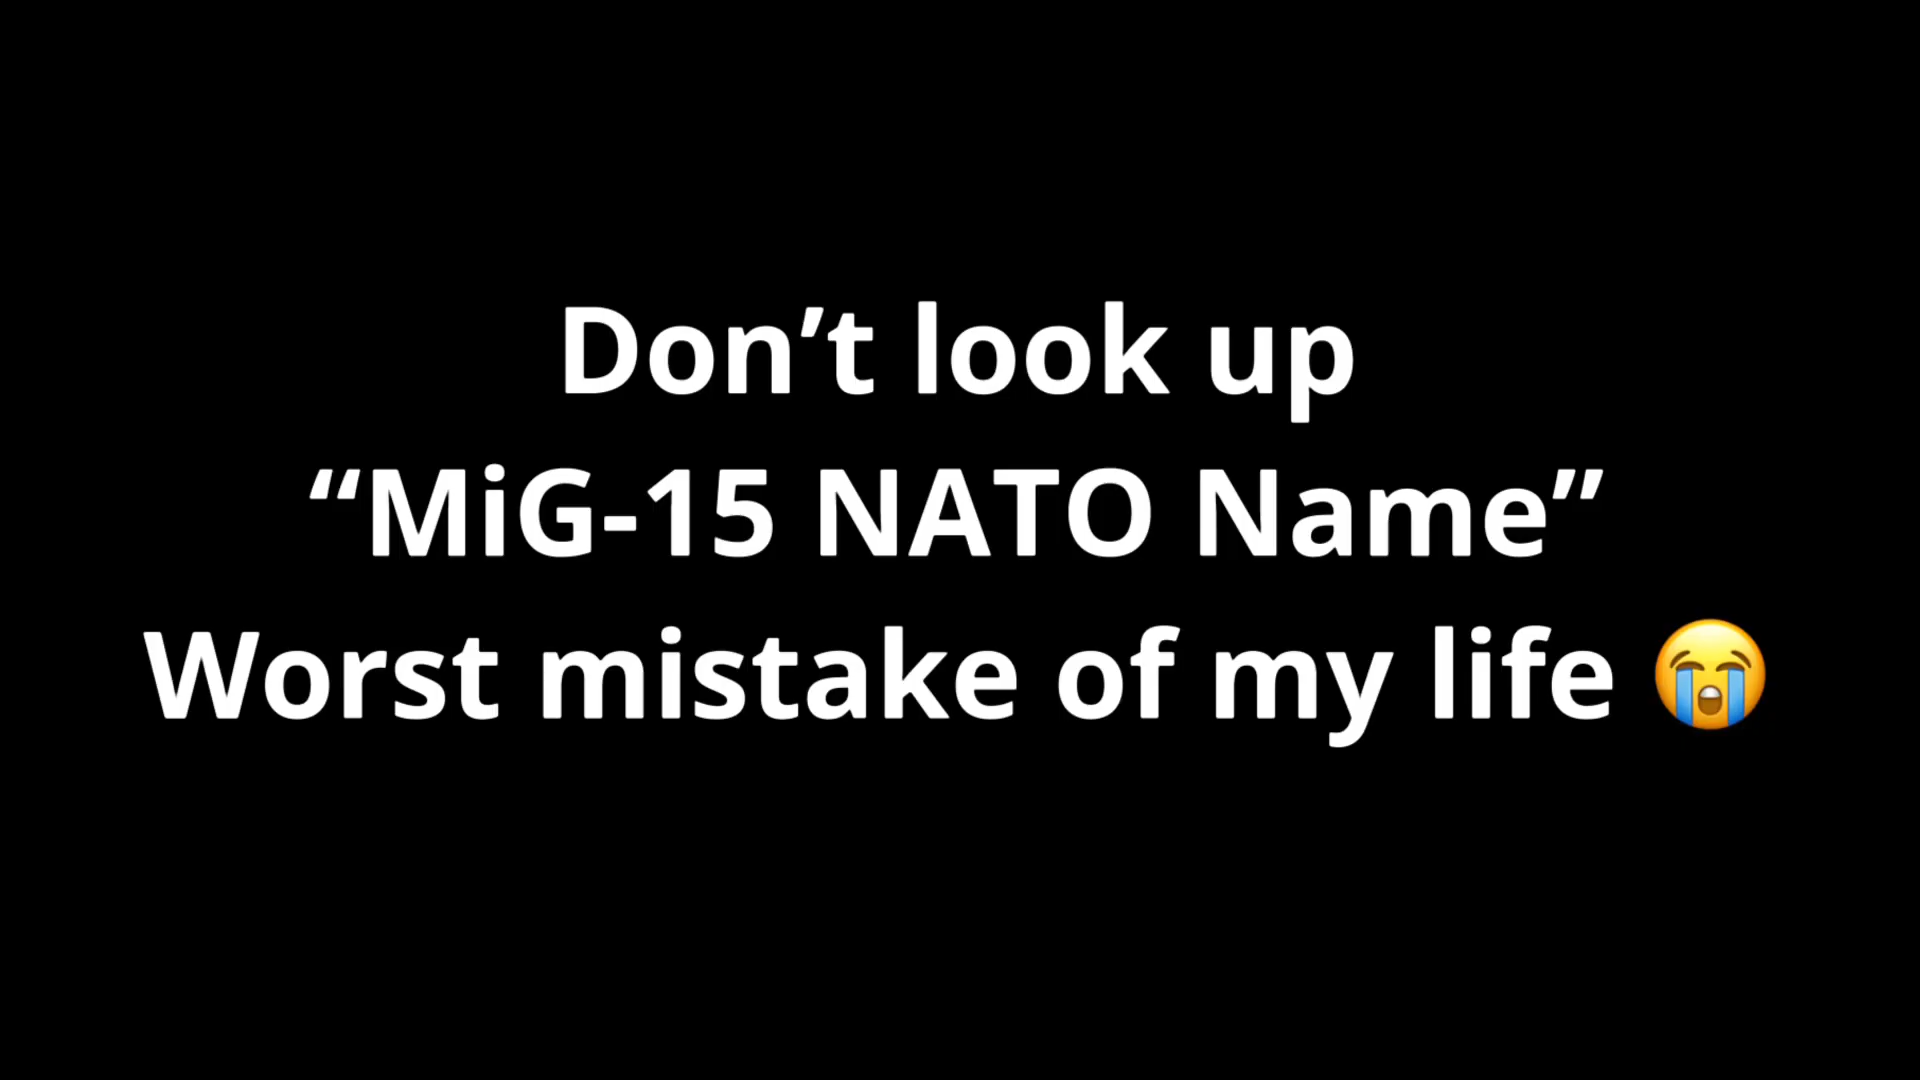 Don’t look up
“MiG-15 NATO Name”
Worst mistake of my life 😭